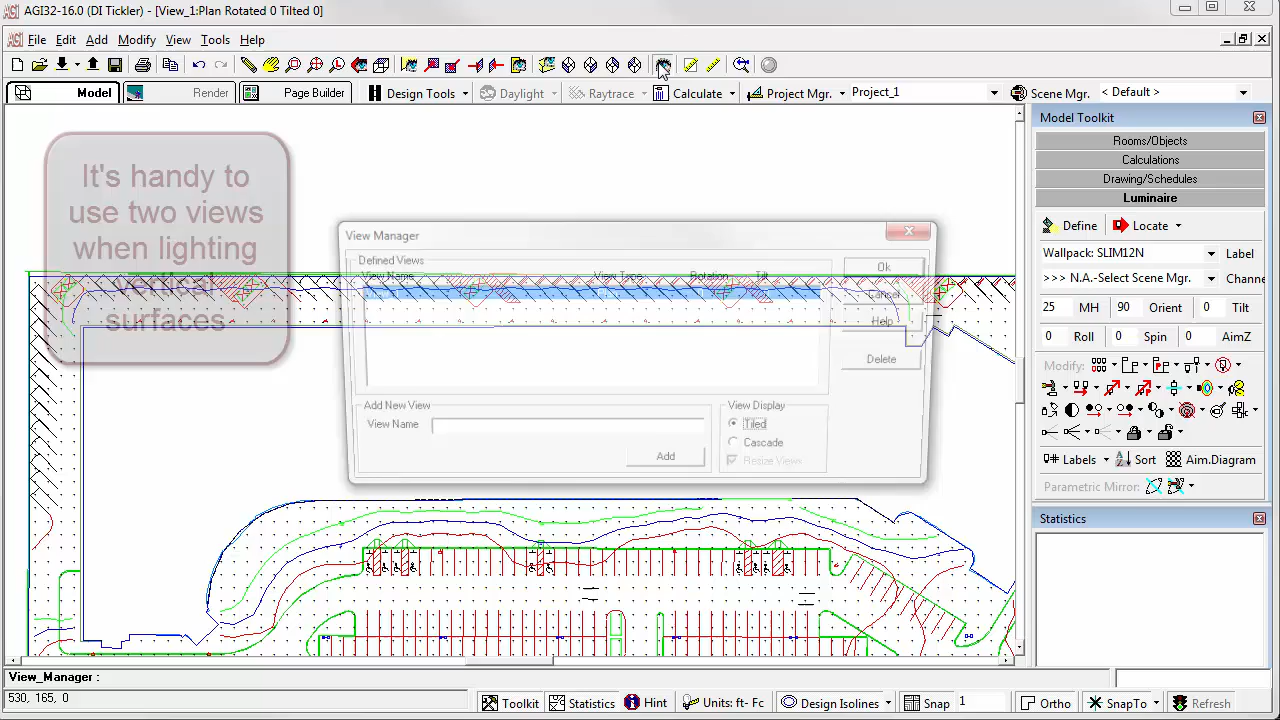 AGI32-16.0 (DI Tickler) - [View_1:Plan Rotated 0 Tilted 0]
AGI File Edit Add Modify View Tools Help
Model Render Page Builder Design Tools Daylight Raytrace Calculate Project Mgr. Project_1 Scene Mgr. < Default >
It's handy to
use two views
when lighting
vertical
surfaces
View Manager
Defined Views
View Name View Type Rotation Tilt
Ok
Cancel
Help
Delete
Add New View
View Name
Add
View Display
Tiled
Cascade
Resize Views
Model Toolkit
Rooms/Objects
Calculations
Drawing/Schedules
Luminaire
Define Locate
Wallpack: SLIM12N Label
>>> N.A.-Select Scene Mgr. Channe
25 MH 90 Orient 0 Tilt
0 Roll 0 Spin 0 AimZ
Modify:
Labels Sort Aim.Diagram
Parametric Mirror:
Statistics
View_Manager :
530, 165, 0
Toolkit Statistics Hint Units: ft- Fc Design Isolines Snap 1 Ortho SnapTo Refresh